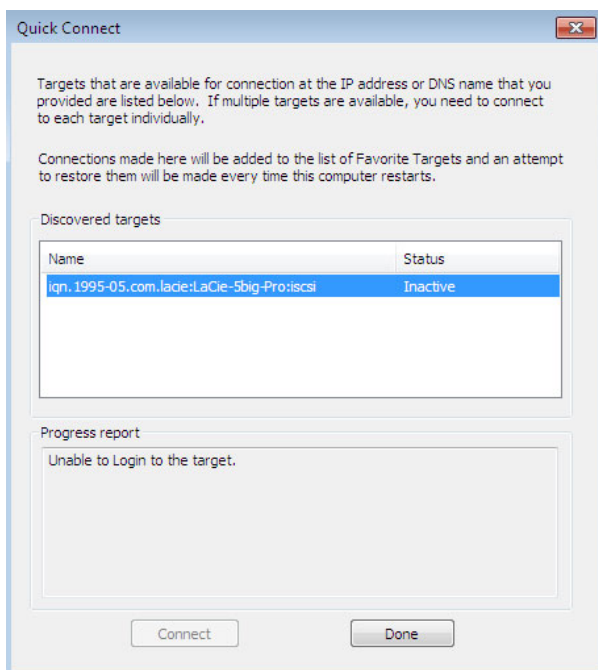 Quick Connect
Targets that are available for connection at the IP address or DNS name that you
provided are listed below. If multiple targets are available, you need to connect
to each target individually.
Connections made here will be added to the list of Favorite Targets and an attempt
to restore them will be made every time this computer restarts.
Discovered targets
Name Status
iqn.1995-05.com.lacie:LaCie-5big-Pro:iscsi Inactive
Progress report
Unable to Login to the target.
Connect Done